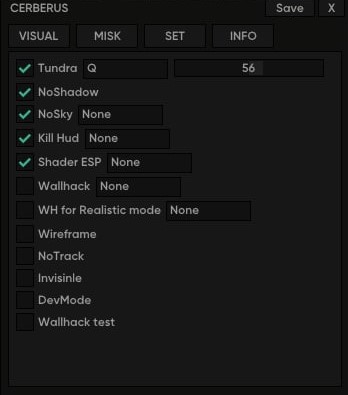 CERBERUS Save X
VISUAL MISK SET INFO
Tundra Q 56
NoShadow
NoSky None
Kill Hud None
Shader ESP None
Wallhack None
WH for Realistic mode None
Wireframe
NoTrack
Invisinle
DevMode
Wallhack test